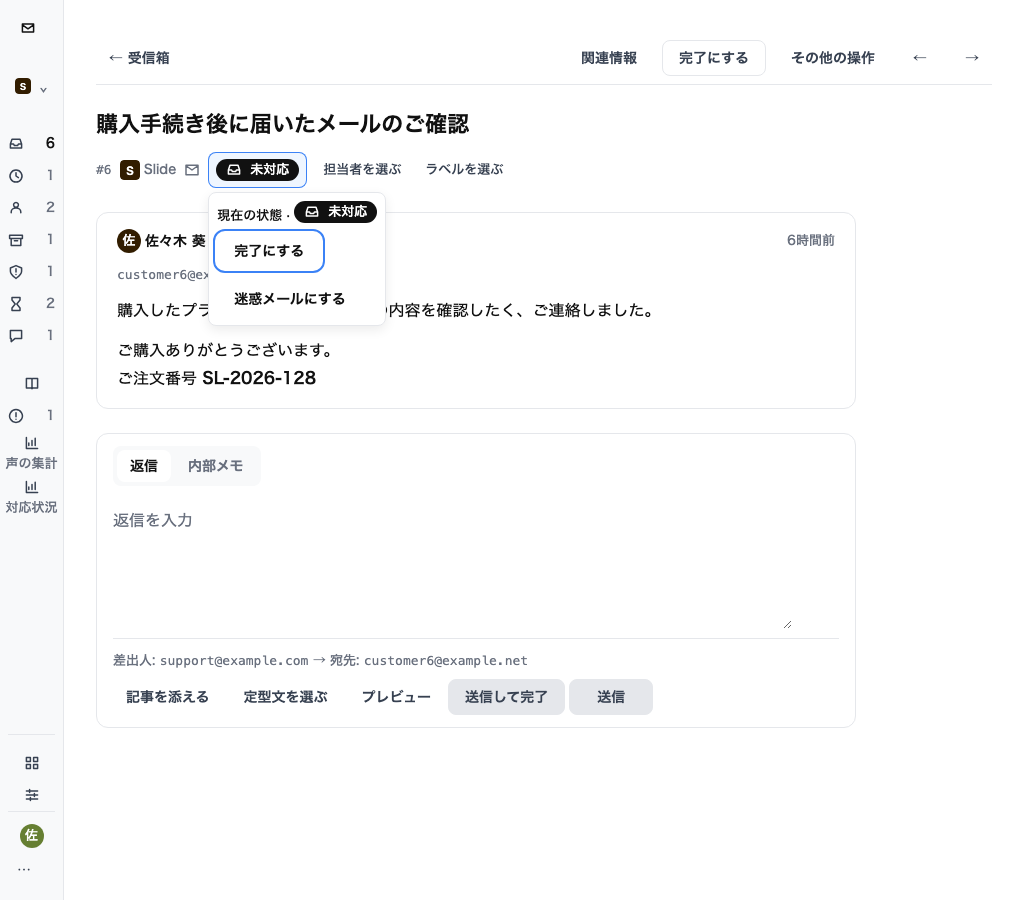 ← 受信箱
関連情報
完了にする
その他の操作
←
→
S
6
1
2
1
1
2
1
1
声の集計
対応状況
佐
…
購入手続き後に届いたメールのご確認
#6 S Slide 未対応 担当者を選ぶ ラベルを選ぶ
現在の状態 · 未対応
完了にする
迷惑メールにする
佐 佐々木 葵
6時間前
customer6@ex
購入したプラ
内容を確認したく、ご連絡しました。
ご購入ありがとうございます。
ご注文番号 SL-2026-128
返信 内部メモ
返信を入力
差出人: support@example.com → 宛先: customer6@example.net
記事を添える 定型文を選ぶ プレビュー 送信して完了 送信